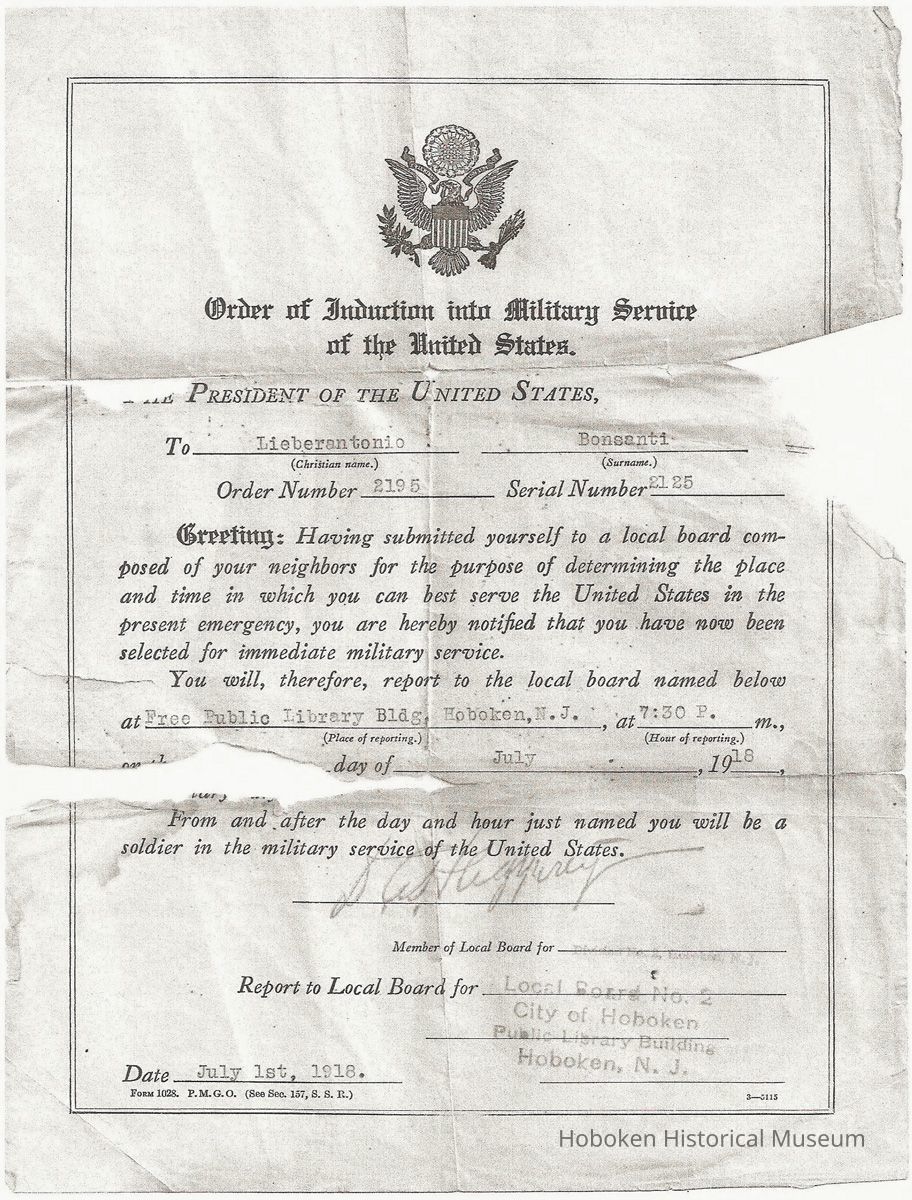 Order of Induction into Military Service
of the United States.
PRESIDENT OF THE UNITED STATES,
To Lieberantonio Bonsanti
(Christian name.) (Surname.)
Order Number 2195 Serial Number 2125
Greeting: Having submitted yourself to a local board com-
posed of your neighbors for the purpose of determining the place
and time in which you can best serve the United States in the
present emergency, you are hereby notified that you have now been
selected for immediate military service.
You will, therefore, report to the local board named below
at Free Public Library Bldg, Hoboken, N.J., at 7:30 P. m.,
(Place of reporting.) (Hour of reporting.)
day of July, 1918,
From and after the day and hour just named you will be a
soldier in the military service of the United States.
Member of Local Board for
Report to Local Board for Local Board No. 2
City of Hoboken
Public Library Building
Hoboken, N. J.
Date July 1st, 1918.
FORM 1028. P.M.G.O. (See Sec. 157, S. S. R.) 3—5115
Hoboken Historical Museum